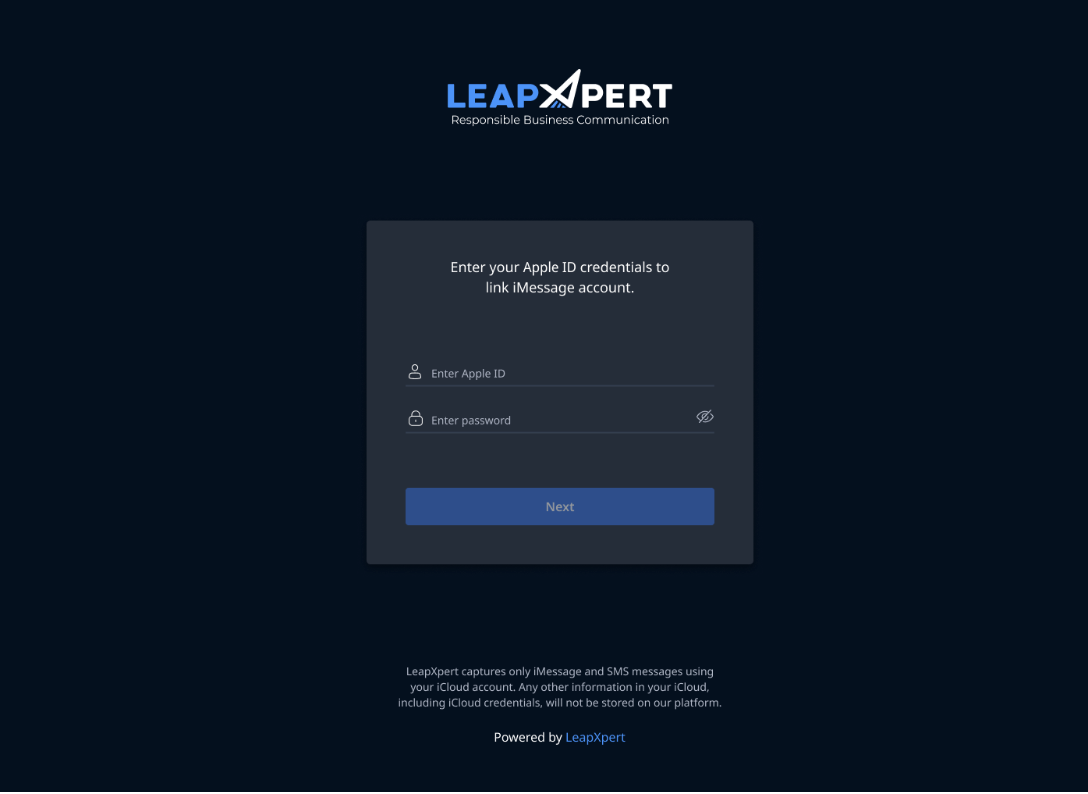 LEAPXPERT
Responsible Business Communication
Enter your Apple ID credentials to
link iMessage account.
Enter Apple ID
Enter password
Next
LeapXpert captures only iMessage and SMS messages using
your iCloud account. Any other information in your iCloud,
including iCloud credentials, will not be stored on our platform.
Powered by LeapXpert